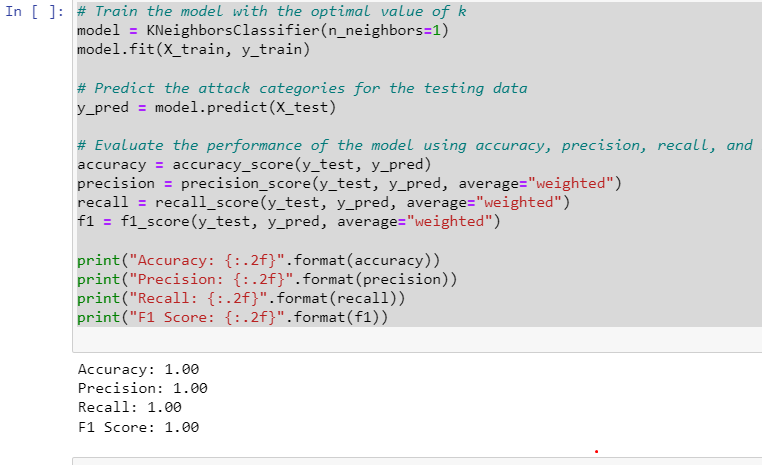 In [ ]: # Train the model with the optimal value of k
model = KNeighborsClassifier(n_neighbors=1)
model.fit(X_train, y_train)
# Predict the attack categories for the testing data
y_pred = model.predict(X_test)
# Evaluate the performance of the model using accuracy, precision, recall, and
accuracy = accuracy_score(y_test, y_pred)
precision = precision_score(y_test, y_pred, average="weighted")
recall = recall_score(y_test, y_pred, average="weighted")
f1 = f1_score(y_test, y_pred, average="weighted")
print("Accuracy: {:.2f}".format(accuracy))
print("Precision: {:.2f}".format(precision))
print("Recall: {:.2f}".format(recall))
print("F1 Score: {:.2f}".format(f1))
Accuracy: 1.00
Precision: 1.00
Recall: 1.00
F1 Score: 1.00